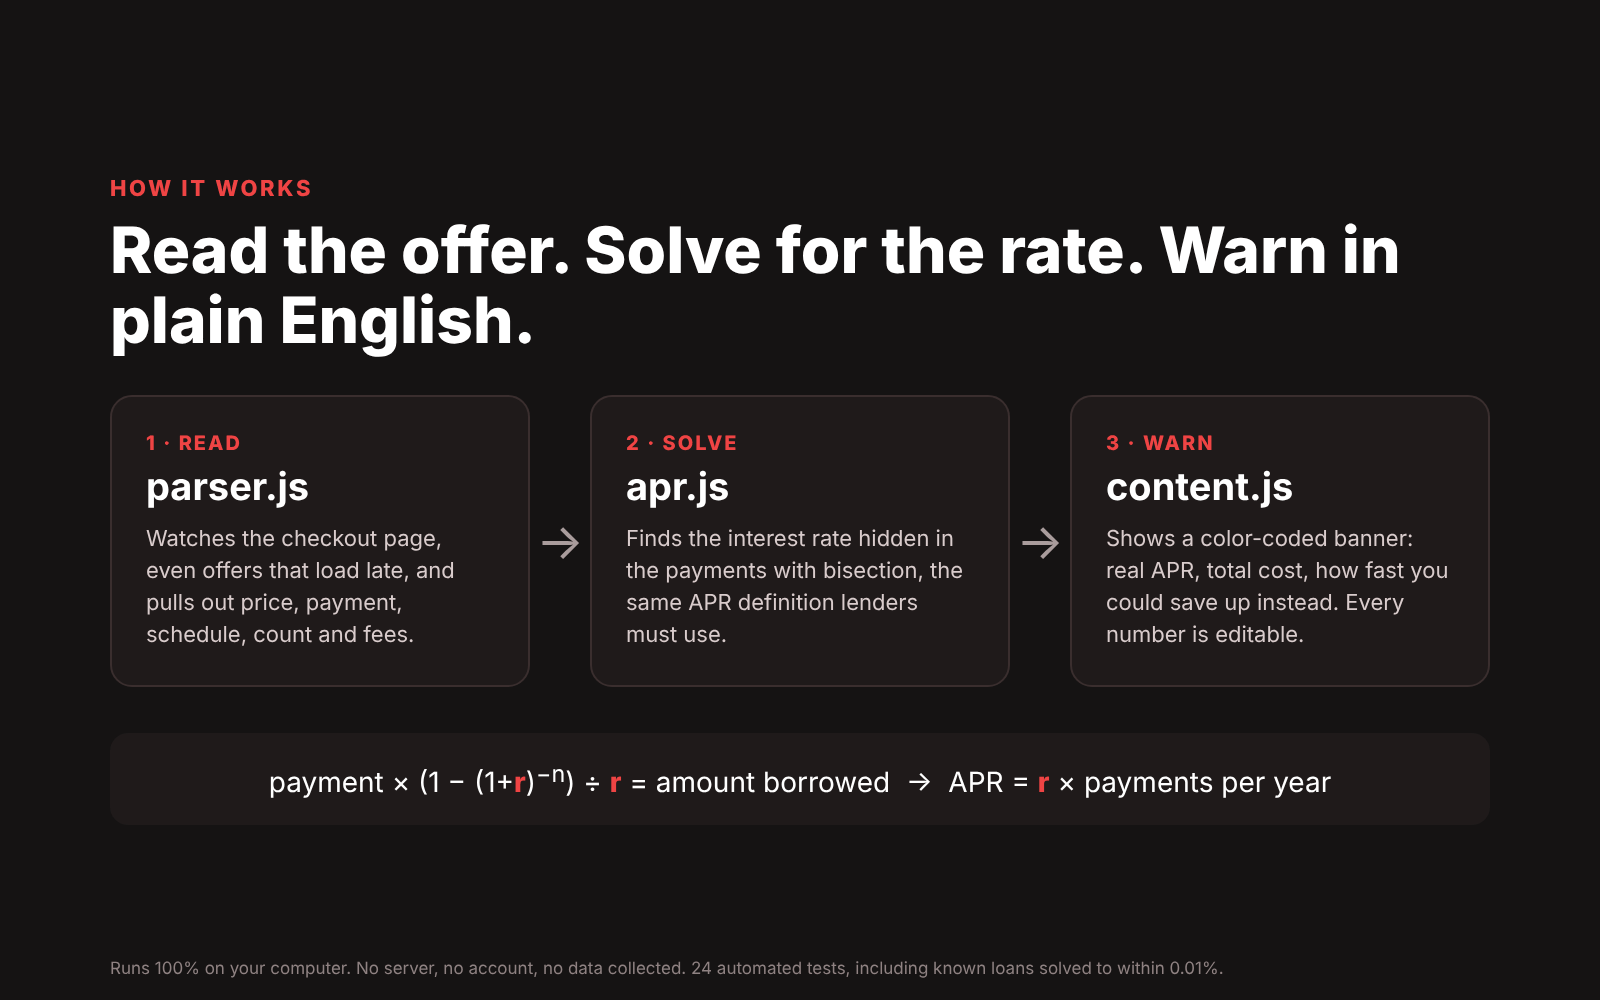 HOW IT WORKS
Read the offer. Solve for the rate. Warn in
plain English.
1 · READ
parser.js
Watches the checkout page,
even offers that load late, and
pulls out price, payment,
schedule, count and fees.
→
2 · SOLVE
apr.js
Finds the interest rate hidden in
the payments with bisection, the
same APR definition lenders
must use.
→
3 · WARN
content.js
Shows a color-coded banner:
real APR, total cost, how fast you
could save up instead. Every
number is editable.
payment × (1 − (1+r)⁻ⁿ) ÷ r = amount borrowed → APR = r × payments per year
Runs 100% on your computer. No server, no account, no data collected. 24 automated tests, including known loans solved to within 0.01%.